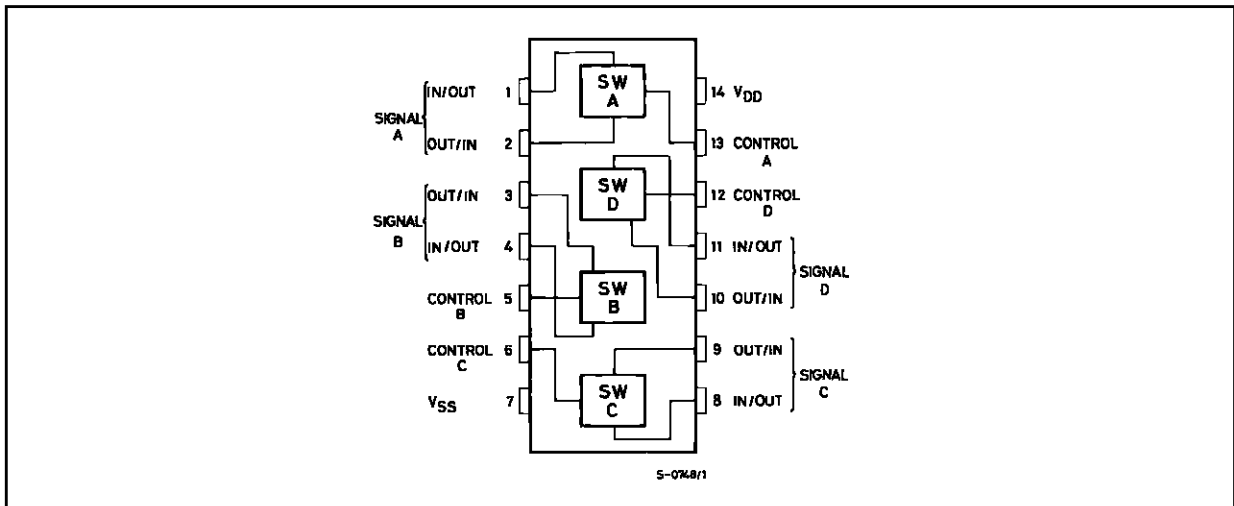 IN/OUT 1
SIGNAL A
OUT/IN 2
OUT/IN 3
SIGNAL B
IN/OUT 4
CONTROL B 5
CONTROL C 6
VSS 7
SW A
SW D
SW B
SW C
14 VDD
13 CONTROL A
12 CONTROL D
11 IN/OUT
SIGNAL D
10 OUT/IN
9 OUT/IN
SIGNAL C
8 IN/OUT
S-0748/1